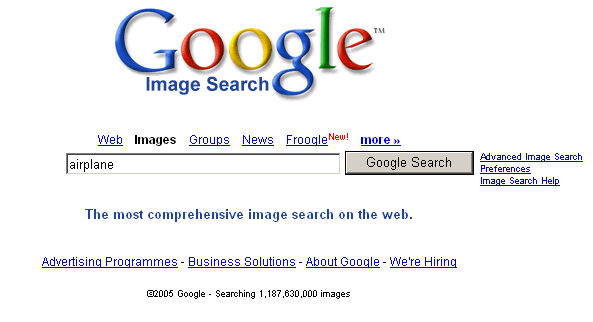 Google™
Image Search
Web Images Groups News Froogle New! more »
airplane Google Search
Advanced Image Search
Preferences
Image Search Help
The most comprehensive image search on the web.
Advertising Programmes - Business Solutions - About Google - We're Hiring
©2005 Google - Searching 1,187,630,000 images